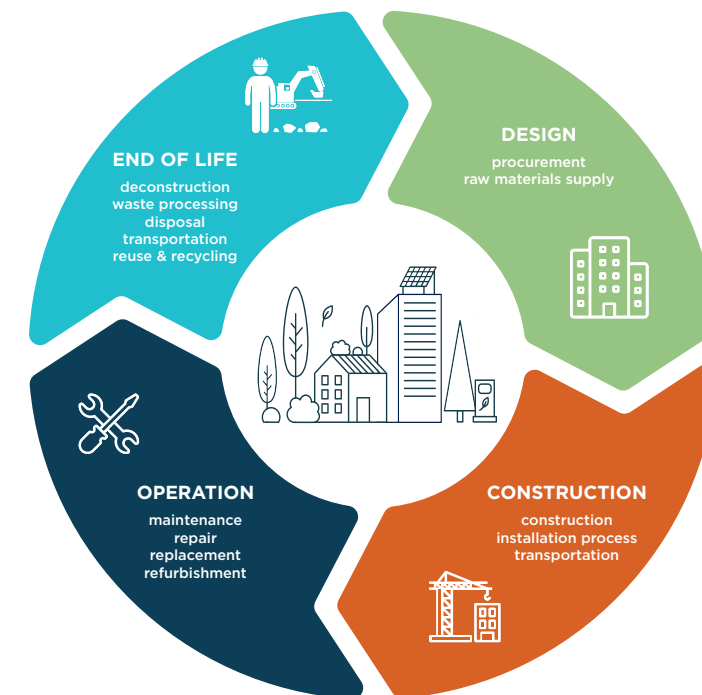 END OF LIFE
deconstruction
waste processing
disposal
transportation
reuse & recycling
DESIGN
procurement
raw materials supply
OPERATION
maintenance
repair
replacement
refurbishment
CONSTRUCTION
construction
installation process
transportation